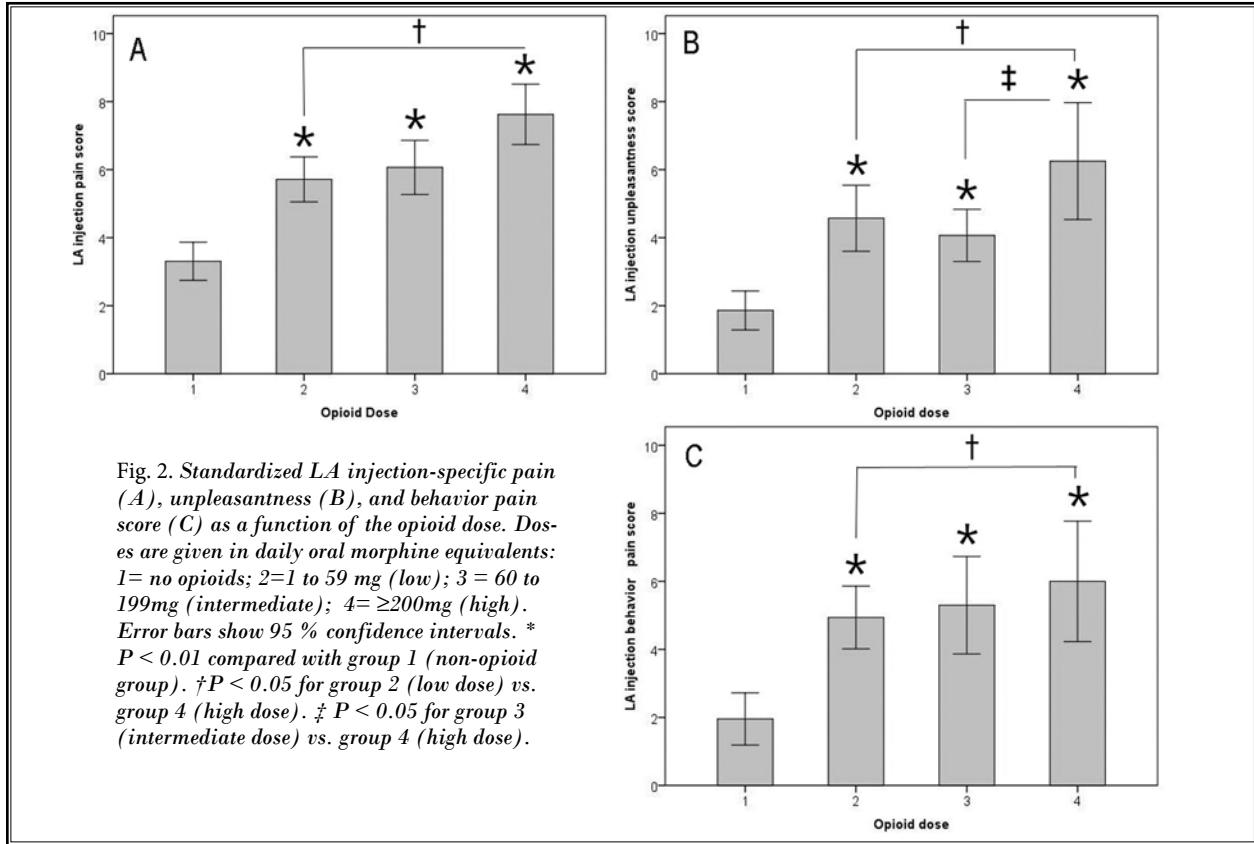 A
†
10
8
6
4
2
0
LA injection pain score
*
*
*
1
2
3
4
Opioid Dose
B
†
‡
10
8
6
4
2
0
LA injection unpleasantness score
*
*
*
1
2
3
4
Opioid dose
Fig. 2. Standardized LA injection-specific pain
(A), unpleasantness (B), and behavior pain
score (C) as a function of the opioid dose. Dos-
es are given in daily oral morphine equivalents:
1= no opioids; 2=1 to 59 mg (low); 3 = 60 to
199mg (intermediate); 4= ≥200mg (high).
Error bars show 95 % confidence intervals. *
P < 0.01 compared with group 1 (non-opioid
group). †P < 0.05 for group 2 (low dose) vs.
group 4 (high dose). ‡ P < 0.05 for group 3
(intermediate dose) vs. group 4 (high dose).
C
†
10
8
6
4
2
0
LA injection behavior pain score
*
*
*
1
2
3
4
Opioid dose